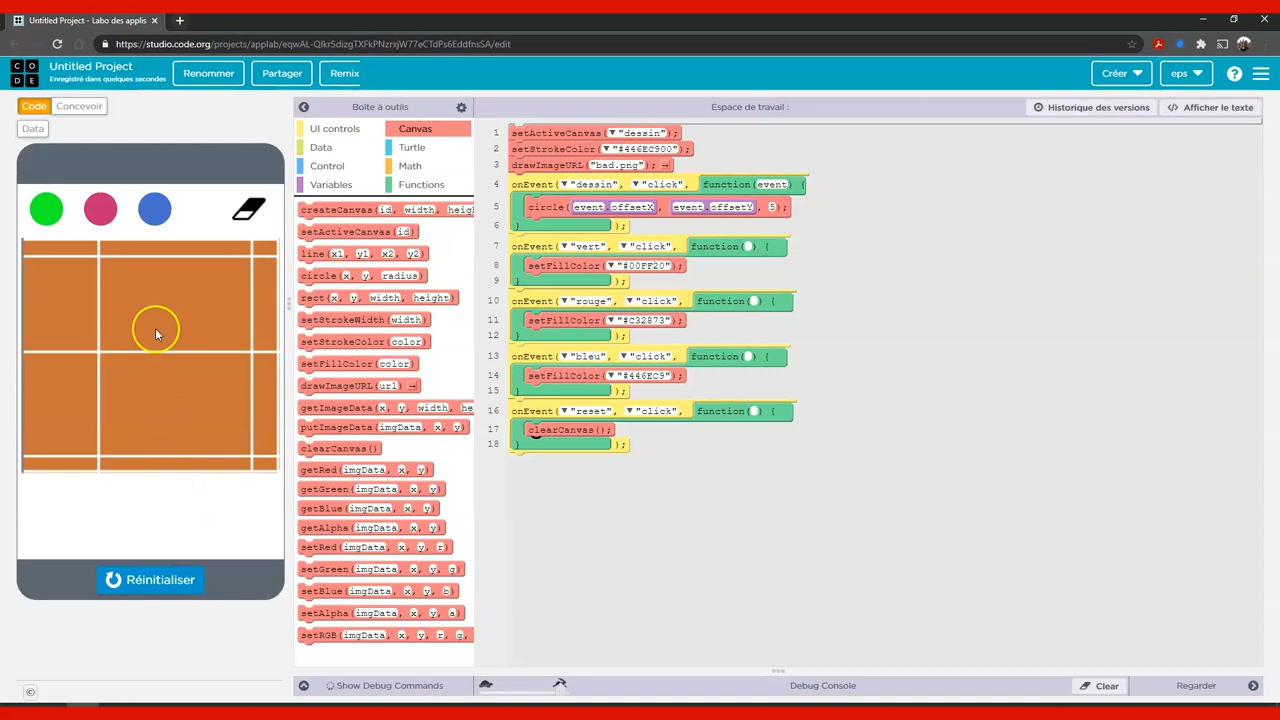 Untitled Project - Labo des applis
https://studio.code.org/projects/applab/eqwAL-QIkr5dizgTXFkPNzrxjW77eCTdPs6EddfnsSA/edit
CODE
Untitled Project
Enregistré dans quelques secondes
Renommer
Partager
Remix
Créer
eps
Code
Concevoir
Data
Réinitialiser
Boîte à outils
UI controls
Canvas
Data
Turtle
Control
Math
Variables
Functions
createCanvas(id, width, heig
setActiveCanvas(id)
line(x1, y1, x2, y2)
circle(x, y, radius)
rect(x, y, width, height)
setStrokeWidth(width)
setStrokeColor(color)
setFillColor(color)
drawImageURL(url)
getImageData(x, y, width, he
putImageData(imgData, x, y)
clearCanvas()
getRed(imgData, x, y)
getGreen(imgData, x, y)
getBlue(imgData, x, y)
getAlpha(imgData, x, y)
setRed(imgData, x, y, r)
setGreen(imgData, x, y, g)
setBlue(imgData, x, y, b)
setAlpha(imgData, x, y, a)
setRGB(imgData, x, y, r, g,
Espace de travail :
Historique des versions
Afficher le texte
1 setActiveCanvas("dessin");
2 setStrokeColor("#446EC900");
3 drawImageURL("bad.png");
4 onEvent("dessin", "click", function(event) {
5 circle(event.offsetX, event.offsetY, 5);
6 });
7 onEvent("vert", "click", function() {
8 setFillColor("#00FF20");
9 });
10 onEvent("rouge", "click", function() {
11 setFillColor("#C32873");
12 });
13 onEvent("bleu", "click", function() {
14 setFillColor("#446EC9");
15 });
16 onEvent("reset", "click", function() {
17 clearCanvas();
18 });
Show Debug Commands
Debug Console
Clear
Regarder